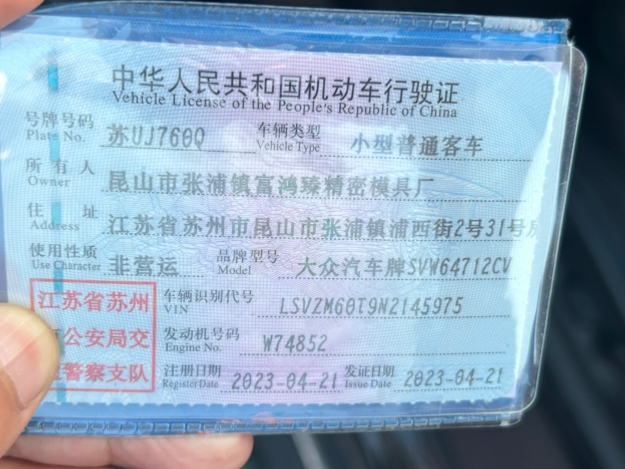 中华人民共和国机动车行驶证
Vehicle License of the People's Republic of China
号牌号码 Plate No. 苏UJ760Q 车辆类型 Vehicle Type 小型普通客车
所有人 Owner 昆山市张浦镇富鸿臻精密模具厂
住址 江苏省苏州市昆山市张浦镇浦西街2号31号房
使用性质 Use Character 非营运 品牌型号 Model 大众汽车牌SVW64712CV
江苏省苏州 车辆识别代号 VIN LSVZM60T9N2145975
公安局交 发动机号码 Engine No. W74852
警察支队 注册日期 Register Date 2023-04-21 发证日期 Issue Date 2023-04-21